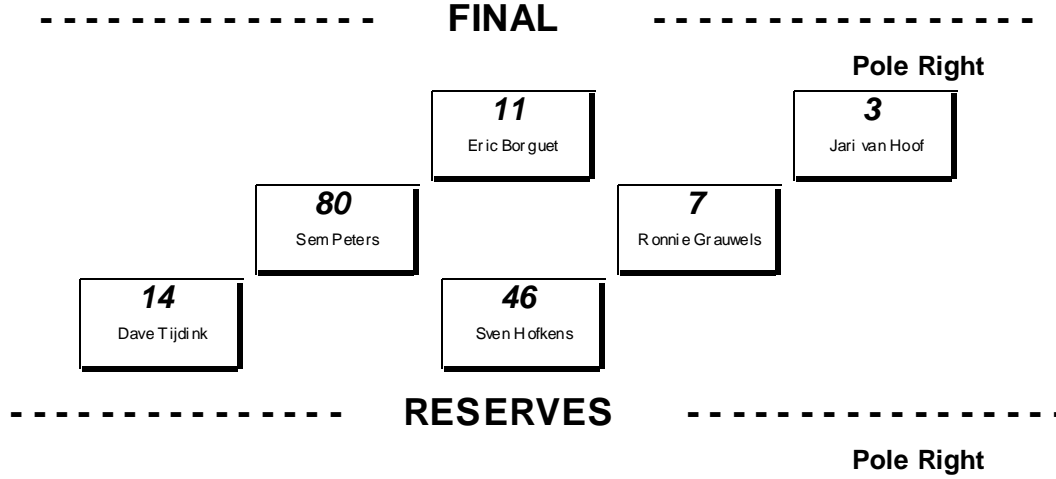 - - - - - - - - - - - - - - - - FINAL - - - - - - - - - - - - - - - - - -
Pole Right
11 3
Eric Borguet Jari van Hoof
80 7
Sem Peters Ronnie Grauwels
14 46
Dave Tijdink Sven Hofkens
- - - - - - - - - - - - - - - - RESERVES - - - - - - - - - - - - - - - - - -
Pole Right